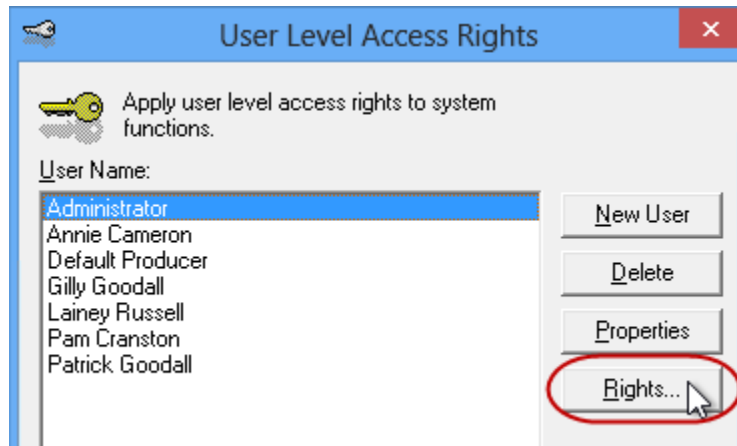 User Level Access Rights
Apply user level access rights to system
functions.
User Name:
Administrator
Annie Cameron
Default Producer
Gilly Goodall
Lainey Russell
Pam Cranston
Patrick Goodall
New User
Delete
Properties
Rights...